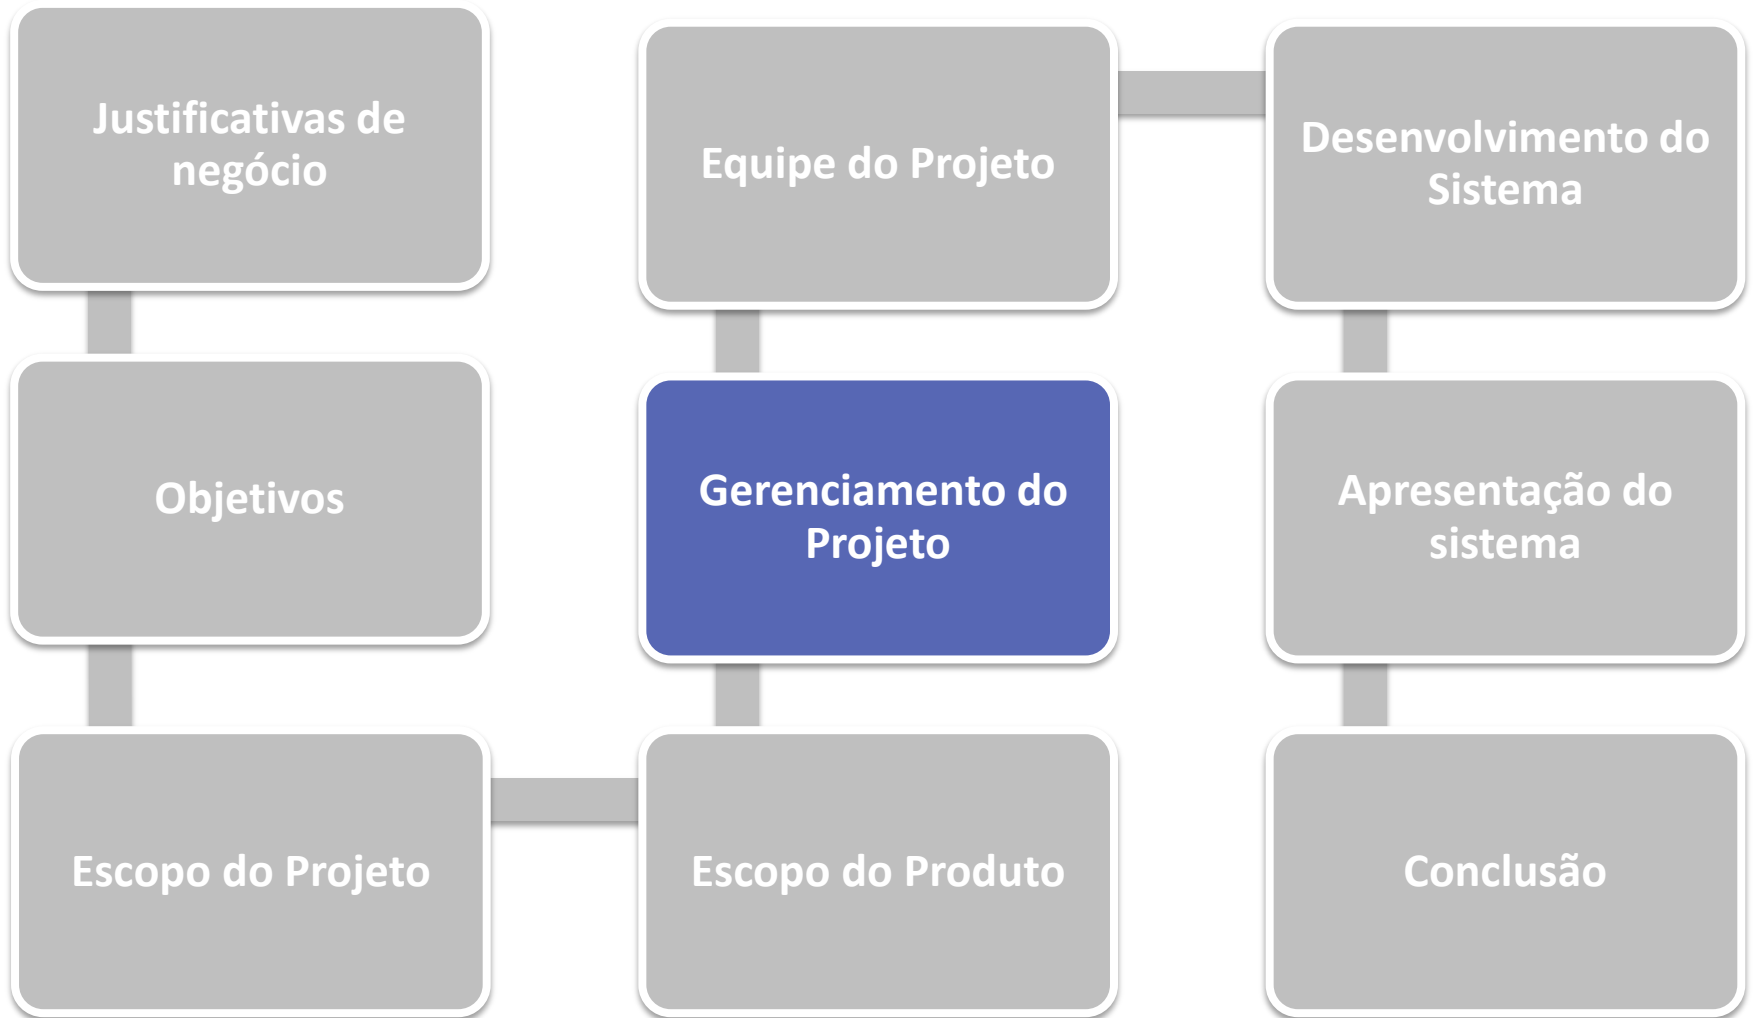 Justificativas de
negócio
Objetivos
Escopo do Projeto
Escopo do Produto
Gerenciamento do
Projeto
Equipe do Projeto
Desenvolvimento do
Sistema
Apresentação do
sistema
Conclusão